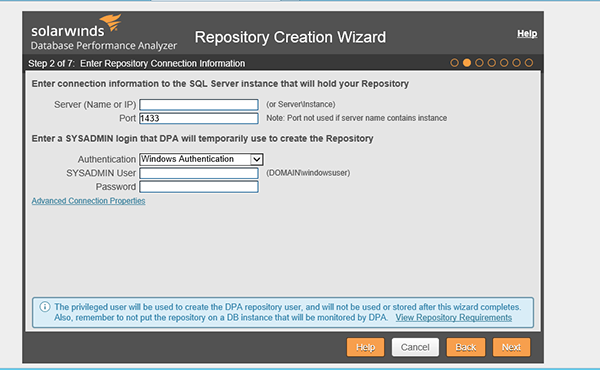 solarwinds
Database Performance Analyzer
Repository Creation Wizard
Help
Step 2 of 7: Enter Repository Connection Information
Enter connection information to the SQL Server instance that will hold your Repository
Server (Name or IP)
(or Server\Instance)
Port
1433
Note: Port not used if server name contains instance
Enter a SYSADMIN login that DPA will temporarily use to create the Repository
Authentication
Windows Authentication
SYSADMIN User
(DOMAIN\windowsuser)
Password
Advanced Connection Properties
The privileged user will be used to create the DPA repository user, and will not be used or stored after this wizard completes.
Also, remember to not put the repository on a DB instance that will be monitored by DPA. View Repository Requirements
Help
Cancel
Back
Next